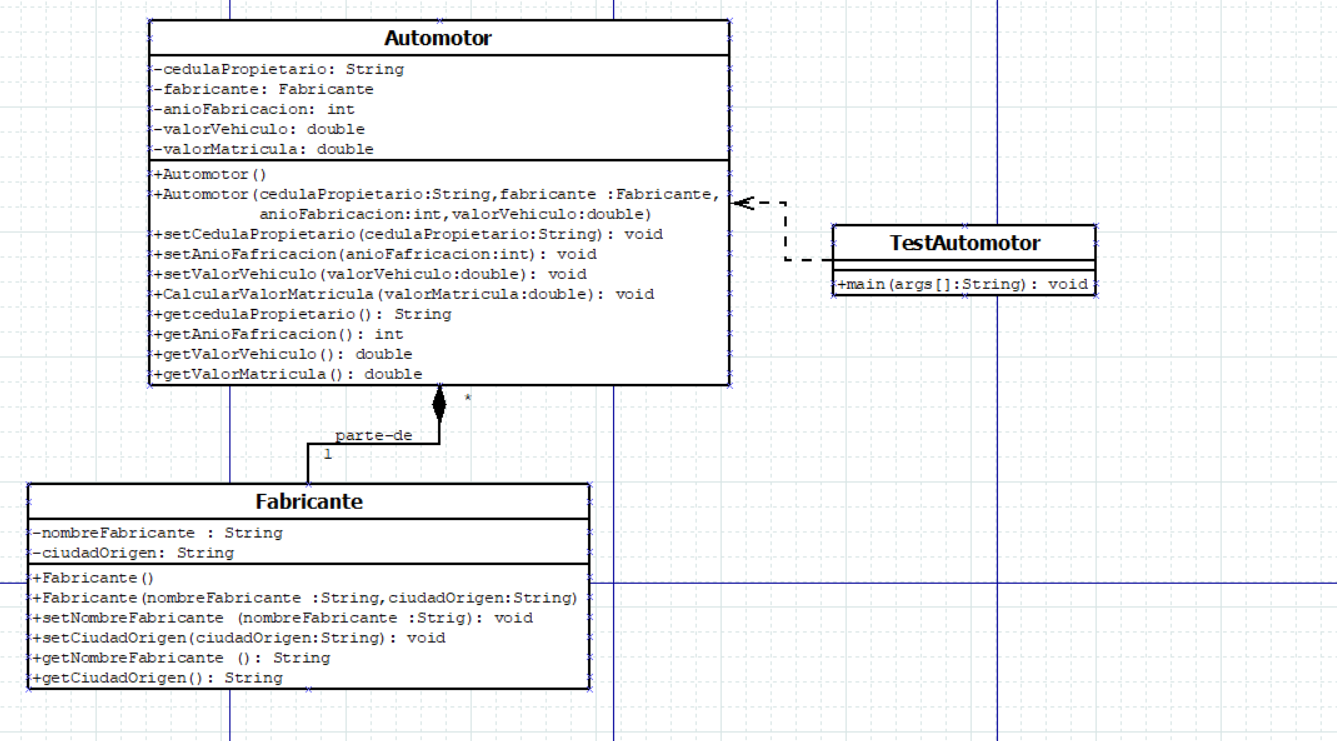 Automotor
-cedulaPropietario: String
-fabricante: Fabricante
-anioFabricacion: int
-valorVehiculo: double
-valorMatricula: double
+Automotor()
+Automotor(cedulaPropietario:String,fabricante :Fabricante,
anioFabricacion:int,valorVehiculo:double)
+setCedulaPropietario(cedulaPropietario:String): void
+setAnioFafricacion(anioFafricacion:int): void
+setValorVehiculo(valorVehiculo:double): void
+CalcularValorMatricula(valorMatricula:double): void
+getcedulaPropietario(): String
+getAnioFafricacion(): int
+getValorVehiculo(): double
+getValorMatricula(): double
TestAutomotor
+main(args[]:String): void
*
parte-de
1
Fabricante
-nombreFabricante : String
-ciudadOrigen: String
+Fabricante()
+Fabricante(nombreFabricante :String,ciudadOrigen:String)
+setNombreFabricante (nombreFabricante :Strig): void
+setCiudadOrigen(ciudadOrigen:String): void
+getNombreFabricante (): String
+getCiudadOrigen(): String